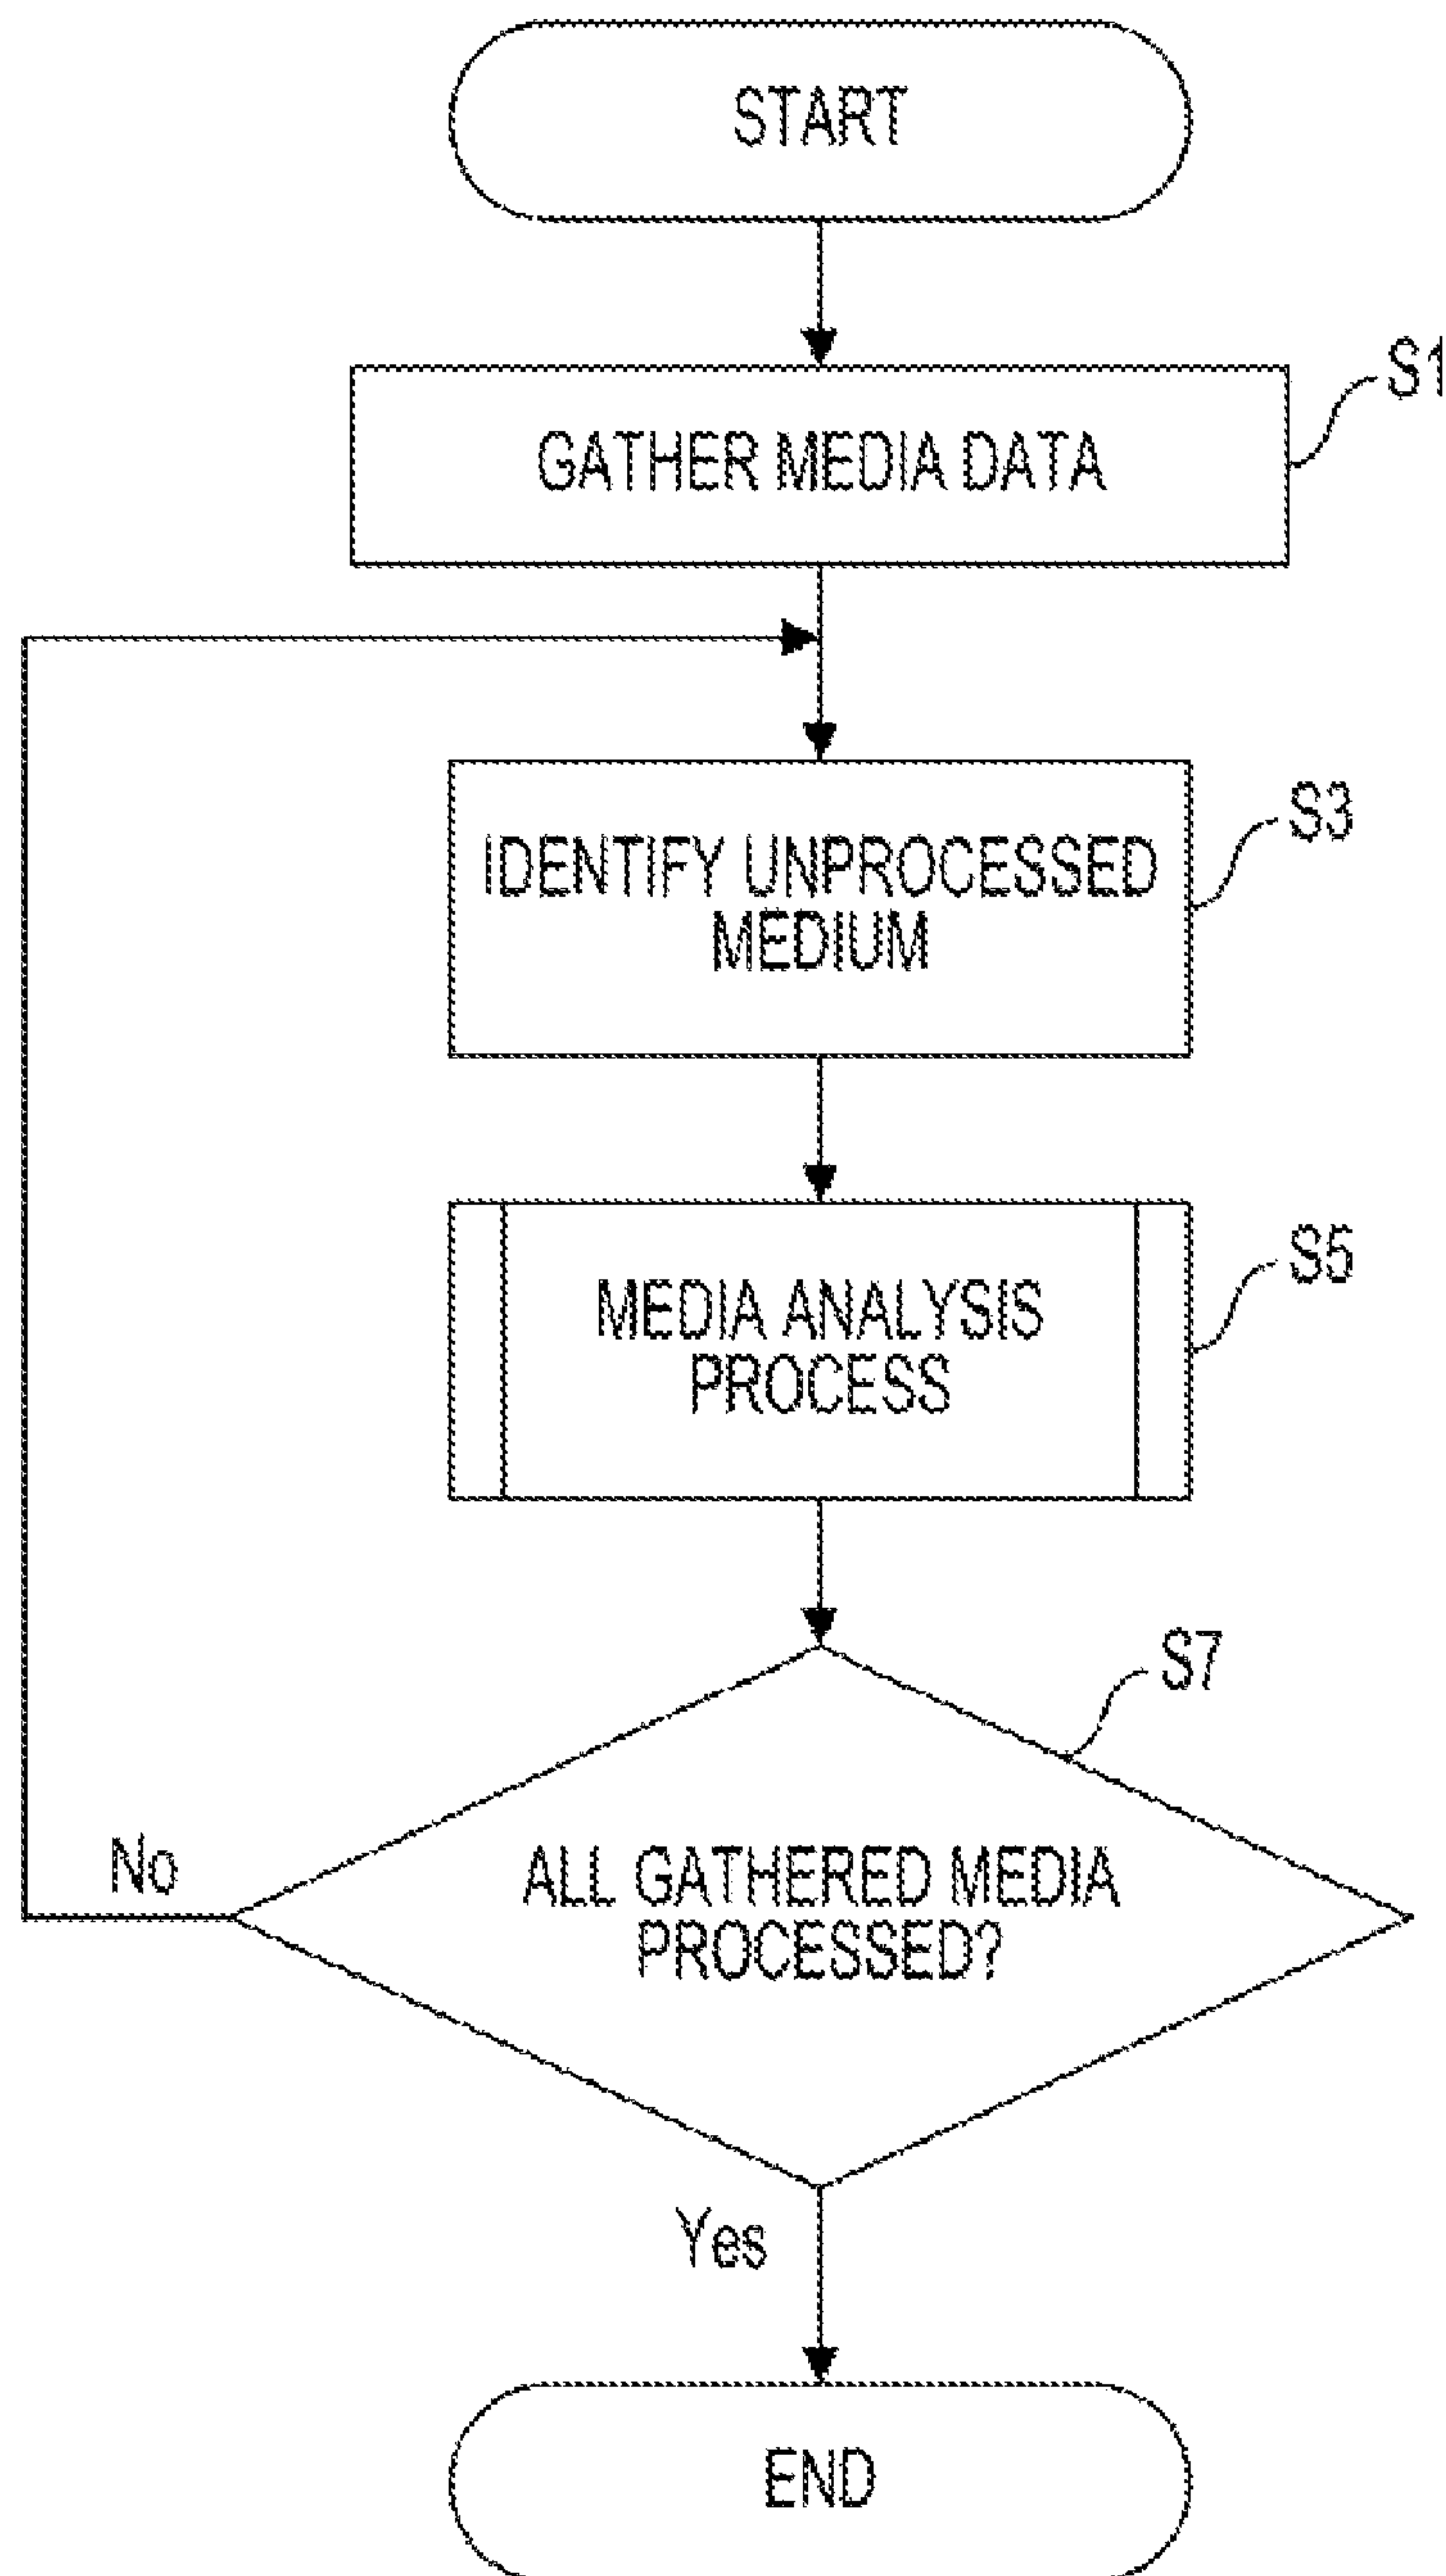 START
S1
GATHER MEDIA DATA
S3
IDENTIFY UNPROCESSED
MEDIUM
S5
MEDIA ANALYSIS
PROCESS
S7
No
ALL GATHERED MEDIA
PROCESSED?
Yes
END